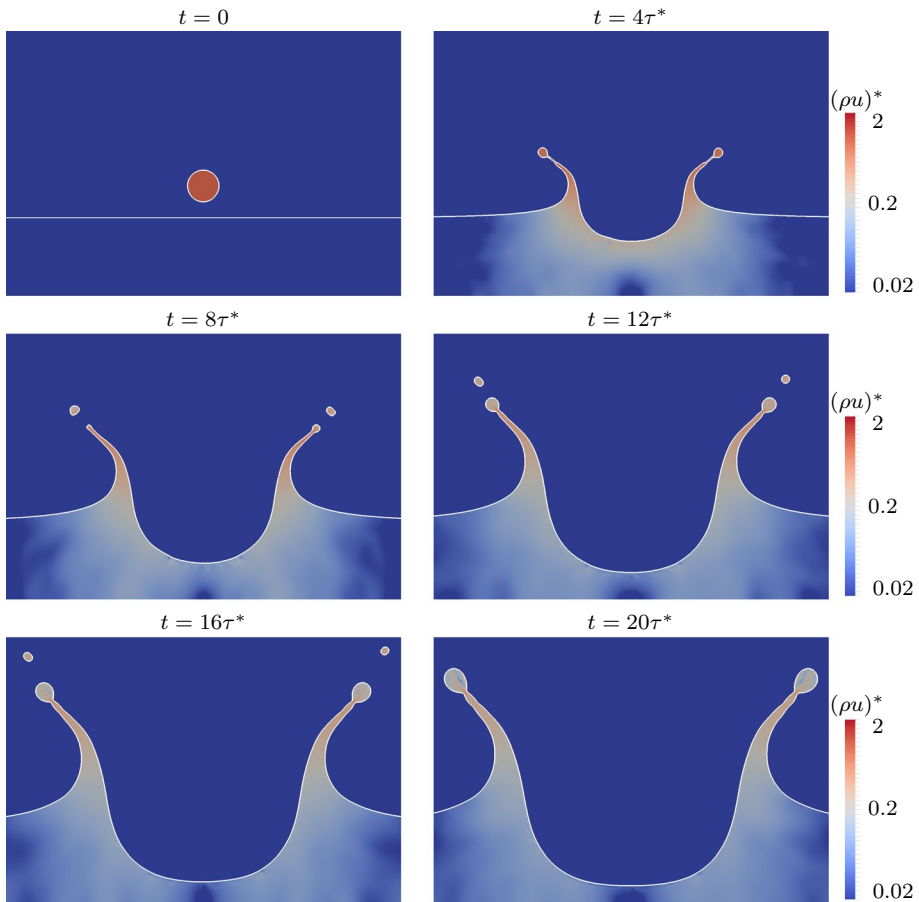 t = 0
t = 4τ*
(ρu)*
2
0.2
0.02
t = 8τ*
t = 12τ*
(ρu)*
2
0.2
0.02
t = 16τ*
t = 20τ*
(ρu)*
2
0.2
0.02